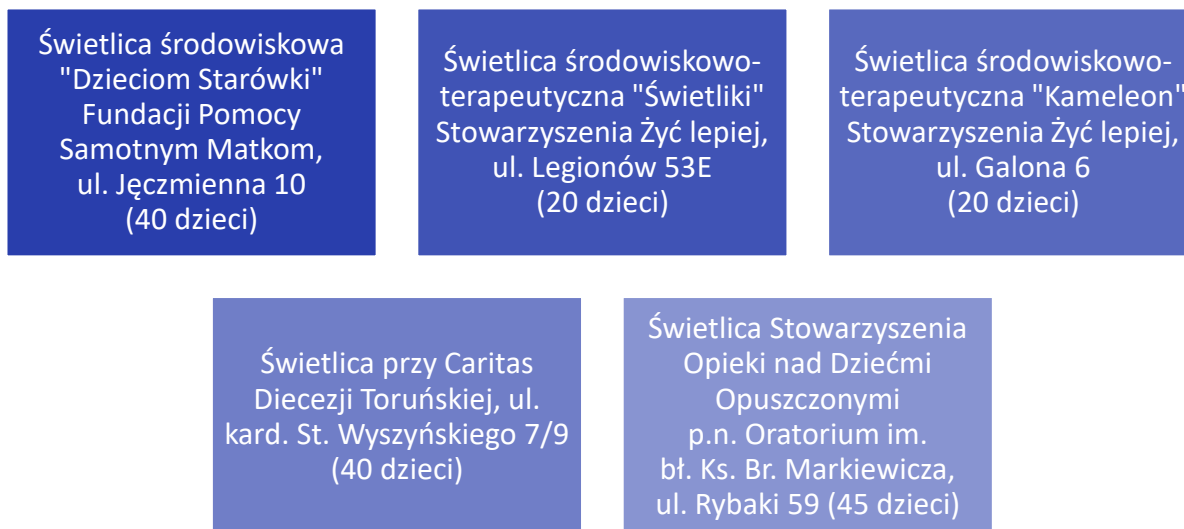 Świetlica środowiskowa
"Dzieciom Starówki"
Fundacji Pomocy
Samotnym Matkom,
ul. Jęczmienna 10
(40 dzieci)
Świetlica środowiskowo-
terapeutyczna "Świetliki"
Stowarzyszenia Żyć lepiej,
ul. Legionów 53E
(20 dzieci)
Świetlica środowiskowo-
terapeutyczna "Kameleon"
Stowarzyszenia Żyć lepiej,
ul. Galona 6
(20 dzieci)
Świetlica przy Caritas
Diecezji Toruńskiej, ul.
kard. St. Wyszyńskiego 7/9
(40 dzieci)
Świetlica Stowarzyszenia
Opieki nad Dziećmi
Opuszczonymi
p.n. Oratorium im.
bł. Ks. Br. Markiewicza,
ul. Rybaki 59 (45 dzieci)